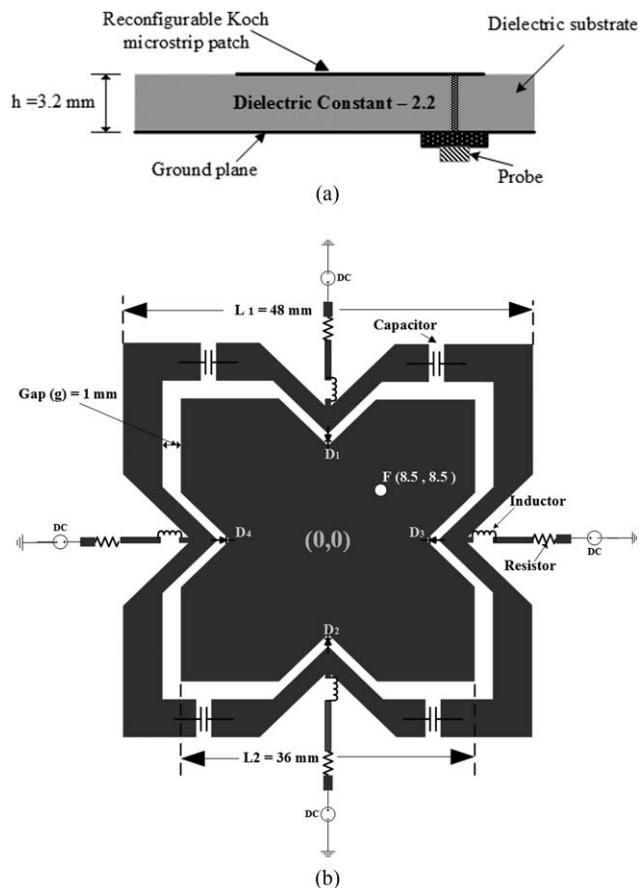 Reconfigurable Koch
microstrip patch
Dielectric substrate
h =3.2 mm
Dielectric Constant – 2.2
Ground plane
Probe
(a)
DC
L 1 = 48 mm
Capacitor
Gap (g) = 1 mm
D1
F (8.5 , 8.5 )
Inductor
DC
D4
(0,0)
D3
DC
Resistor
D2
L2 = 36 mm
DC
(b)